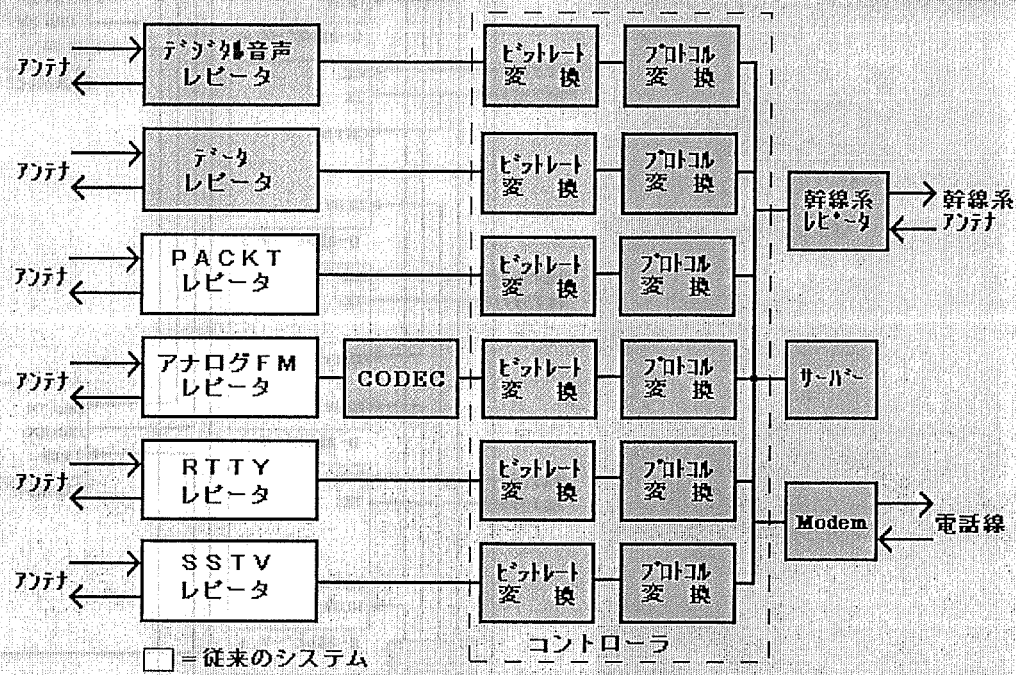 アンテナ
デジタル音声
レピータ
ビットレート
変 換
プロトコル
変 換
アンテナ
データ
レピータ
ビットレート
変 換
プロトコル
変 換
幹線系
レピータ
幹線系
アンテナ
アンテナ
PACKT
レピータ
ビットレート
変 換
プロトコル
変 換
アンテナ
アナログFM
レピータ
CODEC
ビットレート
変 換
プロトコル
変 換
サーバー
アンテナ
RTTY
レピータ
ビットレート
変 換
プロトコル
変 換
Modem
電話線
アンテナ
SSTV
レピータ
ビットレート
変 換
プロトコル
変 換
コントローラ
=従来のシステム